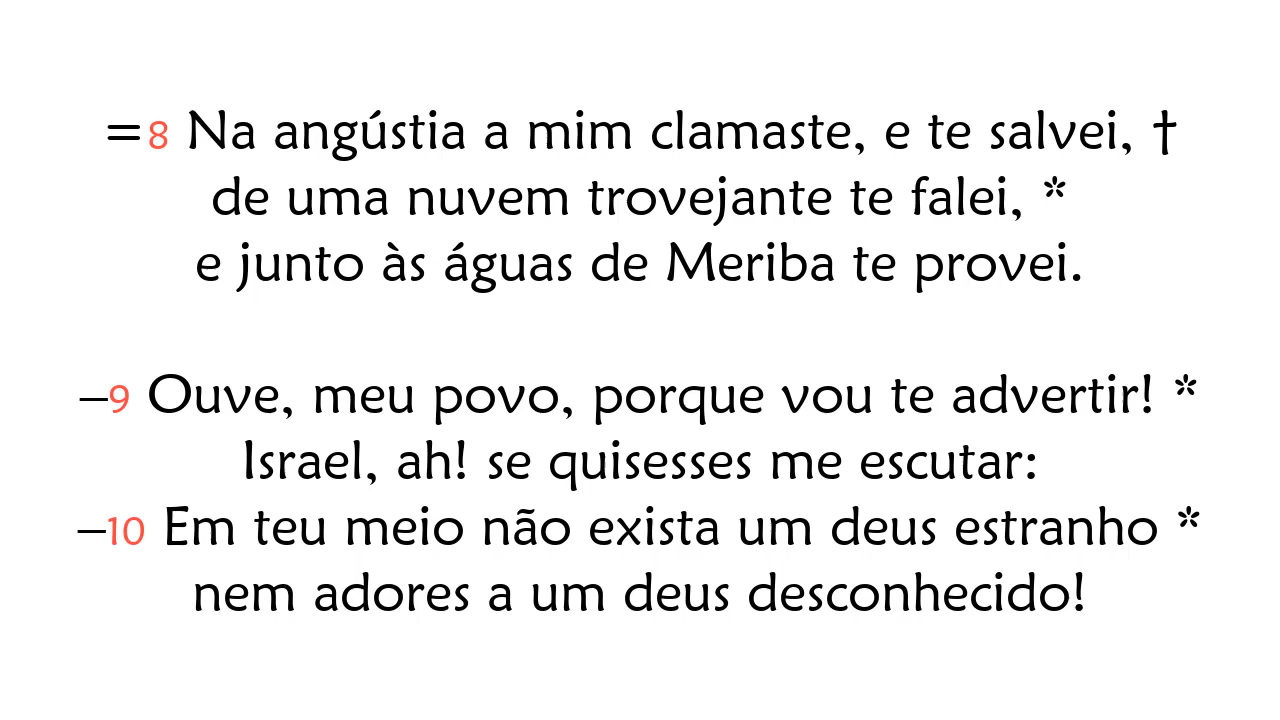 =8 Na angústia a mim clamaste, e te salvei, †
de uma nuvem trovejante te falei, *
e junto às águas de Meriba te provei.
–9 Ouve, meu povo, porque vou te advertir! *
Israel, ah! se quisesses me escutar:
–10 Em teu meio não exista um deus estranho *
nem adores a um deus desconhecido!